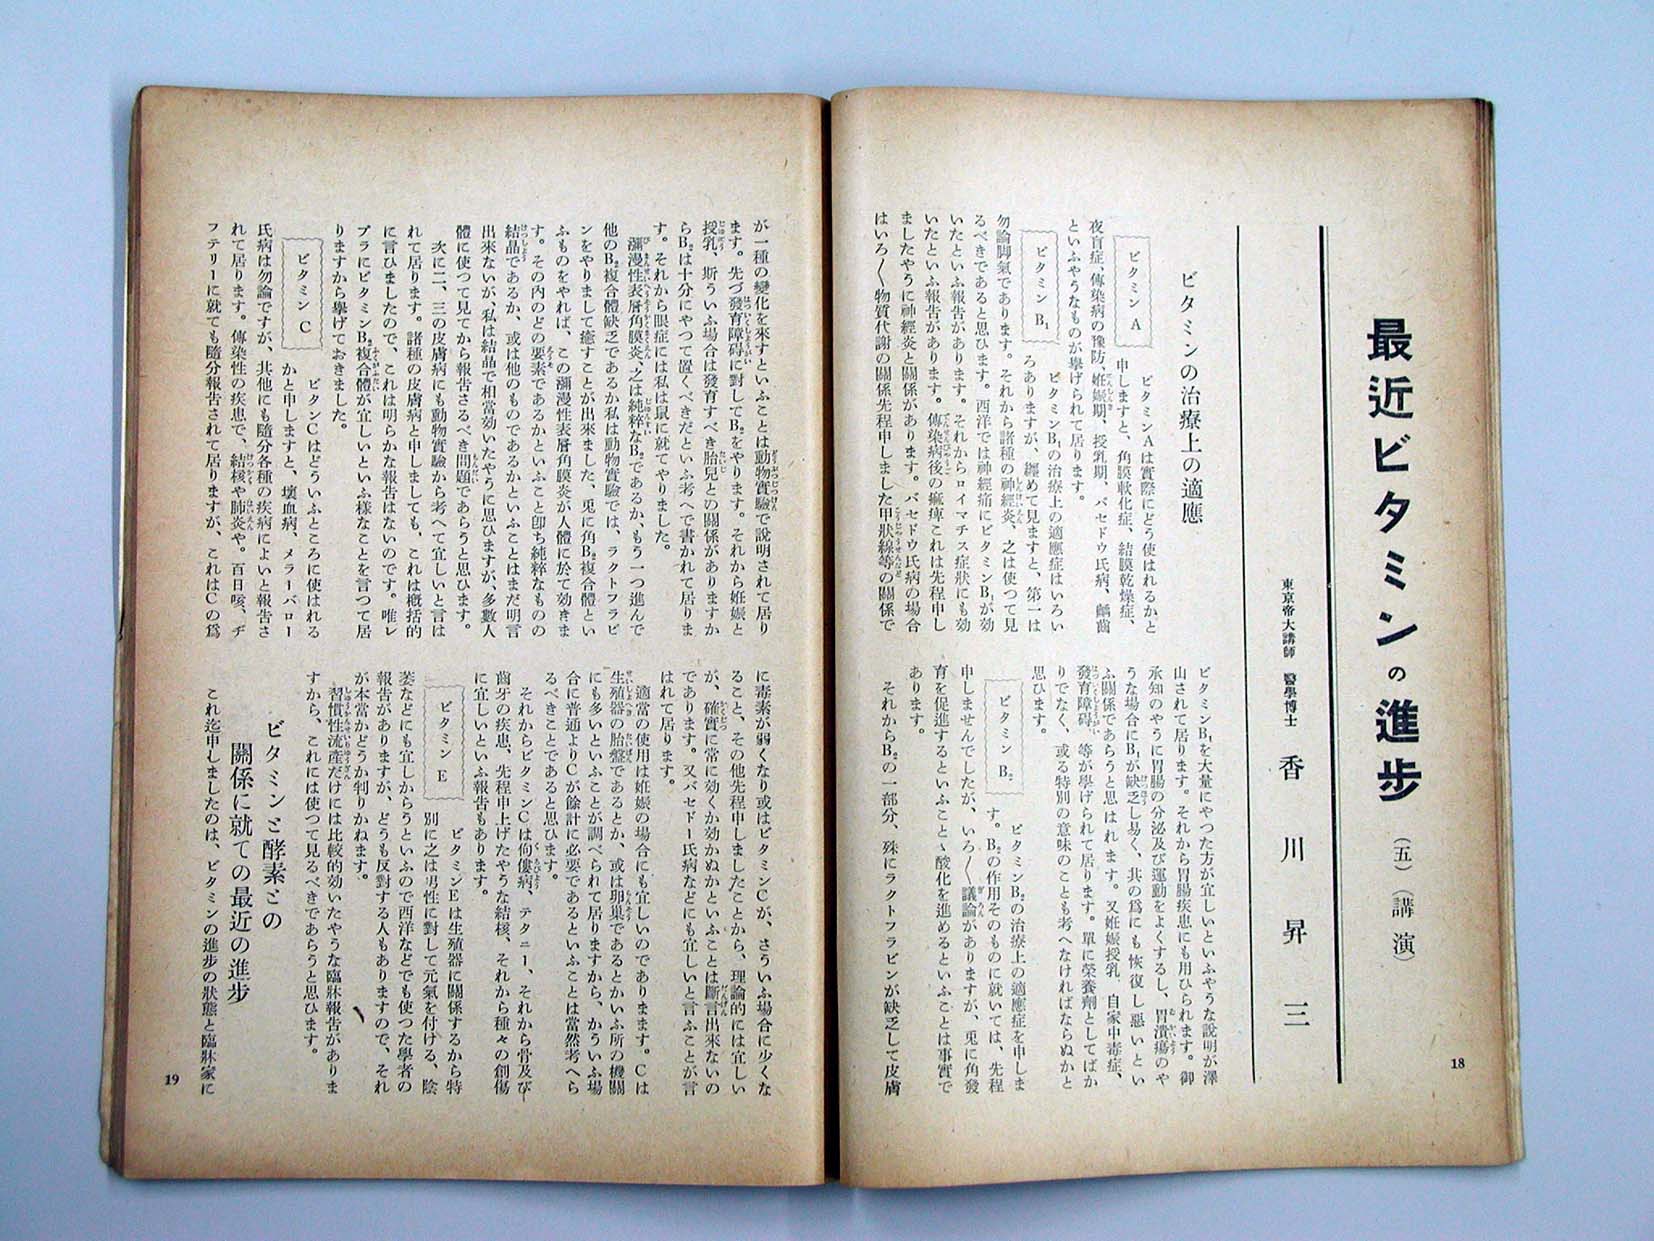 最近ビタミンの進歩 (五) (講演)
東京帝大講師 醫學博士 香川昇三
ビタミンの治療上の適應
ビタミン A
ビタミンAは實際にどう使はれるかと
申しますと、角膜軟化症、結膜乾燥症、
夜盲症、傳染病の豫防、姙娠期、授乳期、バセドウ氏病、齲齒
といふやうなものが擧げられて居ります。
ビタミン B₁
ビタミンB₁の治療上の適應症はいろい
ろありますが、纏めて見ますと、第一は
勿論脚氣であります。それから諸種の神經炎、之は使つて見
るべきであると思ひます。西洋では神經痛にビタミンB₁が効
いたといふ報告があります。それからロイマチス症狀にも効
いたといふ報告があります。傳染病後の痲痺これは先程申し
ましたやうに神經炎と關係があります。バセドウ氏病の場合
はいろ〱物質代謝の關係先程申しました甲狀線等の關係で
ビタミンB₁を大量にやつた方が宜しいといふやうな說明が澤
山されて居ります。それから胃腸疾患にも用ひられます。御
承知のやうに胃腸の分泌及び運動をよくするし、胃潰瘍のや
うな場合にB₁が缺乏し易く、其の爲にも恢復し惡いとい
ふ關係であらうと思はれます。又姙娠授乳、自家中毒症、
發育障碍、等が擧げられて居ります。單に榮養劑としてばか
りでなく、或る特別の意味のことも考へなければならぬかと
思ひます。
ビタミン B₂
ビタミンB₂の治療上の適應症を申しま
す。B₂の作用そのものに就いては、先程
申しませんでしたが、いろ〱議論がありますが、兎に角發
育を促進するといふことゝ酸化を進めるといふことは事實で
あります。
それからB₂の一部分、殊にラクトフラビンが缺乏して皮膚
18
が一種の變化を來すといふことは動物實驗で說明されて居り
ます。先づ發育障碍に對してB₂をやります。それから姙娠と
授乳、斯ういふ場合は發育すべき胎兒との關係がありますか
らB₂は十分にやつて置くべきだといふ考へで書かれて居りま
す。それから眼症には私は鼠に就てやりました。
瀰漫性表層角膜炎、之は純粹なB₂であるか、もう一つ進んで
他のB₂複合體缺乏であるか私は動物實驗では、ラクトフラビ
ンをやりまして癒すことが出來ました、兎に角B₂複合體とい
ふものをやれば、この瀰漫性表層角膜炎が人體に於て効きま
す。その內のどの要素であるかといふこと卽ち純粹なものの
結晶であるか、或は他のものであるかといふことはまだ明言
出來ないが、私は結晶で相當効いたやうに思ひますが、多數人
體に使つて見てから報告さるべき問題であらうと思ひます。
次に二、三の皮膚病にも動物實驗から考へて宜しいと言は
れて居ります。諸種の皮膚病と申しましても、これは槪括的
に言ひましたので、これは明らかな報告はないのです。唯レ
プラにビタミンB₂複合體が宜しいといふ樣なことを言つて居
りますから擧げておきました。
ビタミン C
ビタンCはどういふところに使はれる
かと申しますと、壞血病、メラーバロー
氏病は勿論ですが、其他にも隨分各種の疾病によいと報告さ
れて居ります。傳染性の疾患で、結核や肺炎や。百日咳、ヂ
フテリーに就ても隨分報告されて居りますが、これはCの爲
に毒素が弱くなり或はビタミンCが、さういふ場合に少くな
ること、その他先程申しましたことから、理論的には宜しい
が、確實に常に効くか効かぬかといふことは斷言出來ないの
であります。又バセドー氏病などにも宜しいと言ふことが言
はれて居ります。
適當の使用は姙娠の場合にも宜しいのでありまます。Cは
生殖器の胎盤であるとか、或は卵巢であるとかいふ所の機關
にも多いといふことが調べられて居りますから、かういふ場
合に普通よりCが餘計に必要であるといふことは當然考へら
るべきことであると思ひます。
それからビタミンCは佝僂病、テタニー、それから骨及び
齒牙の疾患、先程申上げたやうな結核、それから種々の創傷
に宜しいといふ報告もあります。
ビタミン E
ビタミンEは生殖器に關係するから特
別に之は男性に對して元氣を付ける、陰
萎などにも宜しからうといふので西洋などでも使つた學者の
報告がありますが、どうも反對する人もありますので、それ
が本當かどうか判りかねます。
習慣性流產だけには比較的効いたやうな臨牀報告がありま
すから、これには使つて見るべきであらうと思ひます。
ビタミンと酵素との
關係に就ての最近の進步
これ迄申しましたのは、ビタミンの進步の狀態と臨牀家に
19